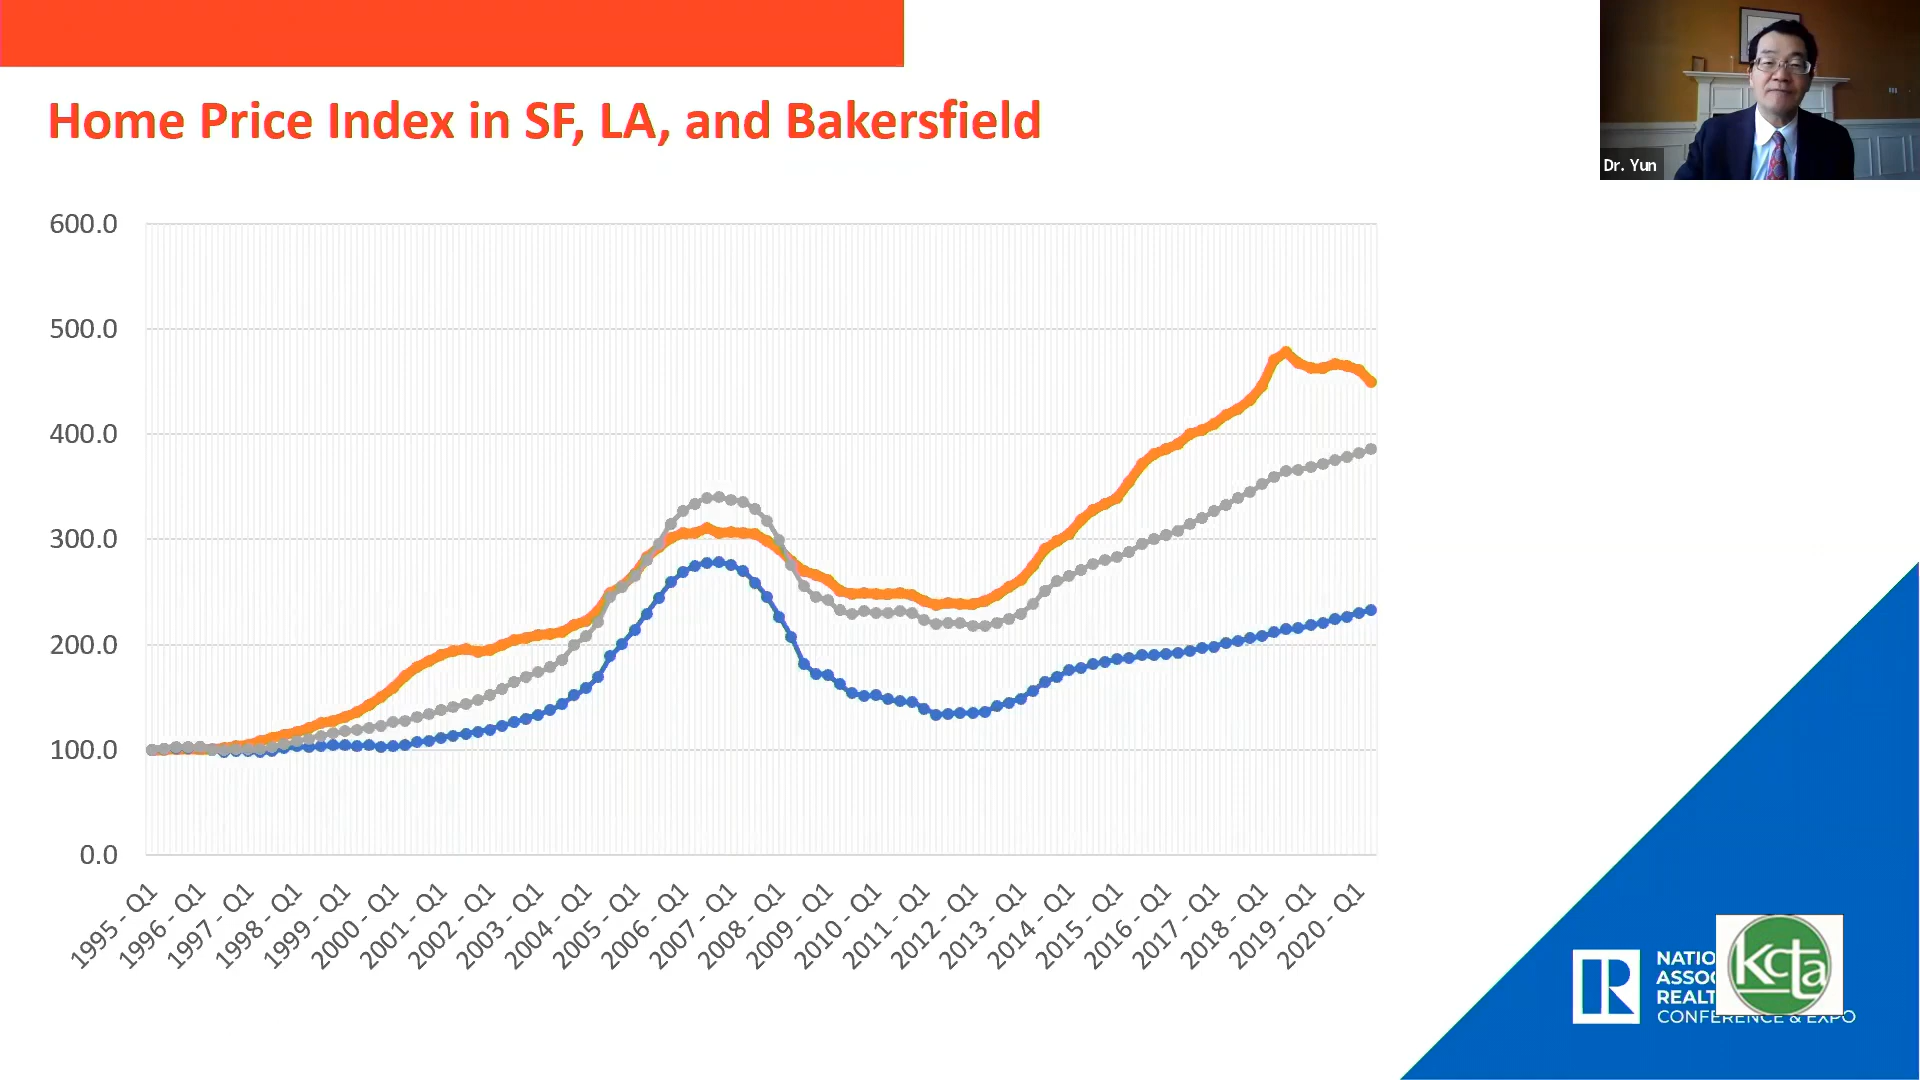 Home Price Index in SF, LA, and Bakersfield
Dr. Yun
600.0
500.0
400.0
300.0
200.0
100.0
0.0
1995 - Q1
1996 - Q1
1997 - Q1
1998 - Q1
1999 - Q1
2000 - Q1
2001 - Q1
2002 - Q1
2003 - Q1
2004 - Q1
2005 - Q1
2006 - Q1
2007 - Q1
2008 - Q1
2009 - Q1
2010 - Q1
2011 - Q1
2012 - Q1
2013 - Q1
2014 - Q1
2015 - Q1
2016 - Q1
2017 - Q1
2018 - Q1
2019 - Q1
2020 - Q1
R
NATIO
ASSO
REALT
CONFERENCE & EXPO
kcta